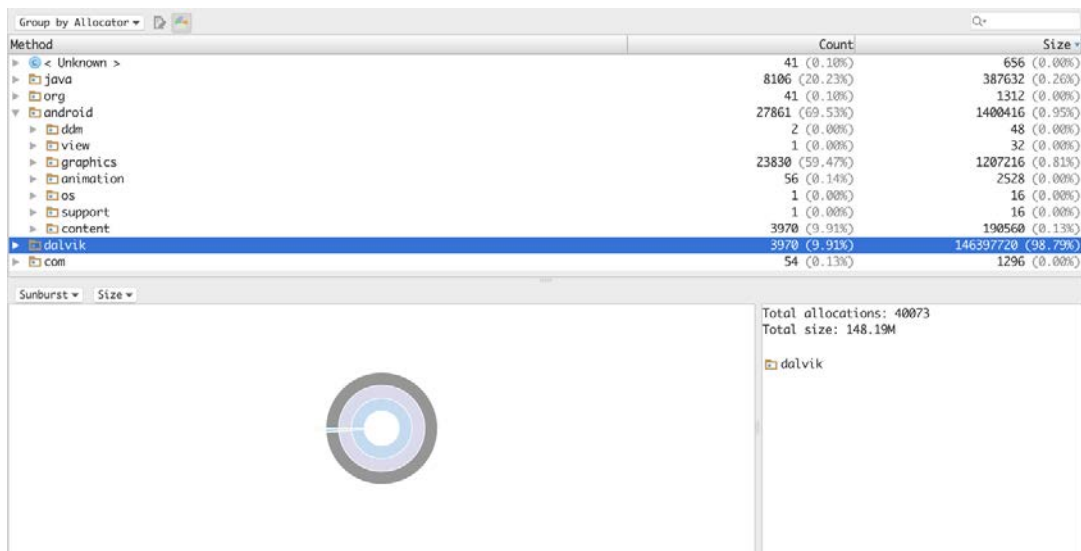 Group by Allocator
Method Count Size
< Unknown > 41 (0.10%) 656 (0.00%)
java 8106 (20.23%) 387632 (0.26%)
org 41 (0.10%) 1312 (0.00%)
android 27861 (69.53%) 1400416 (0.95%)
ddm 2 (0.00%) 48 (0.00%)
view 1 (0.00%) 32 (0.00%)
graphics 23830 (59.47%) 1207216 (0.81%)
animation 56 (0.14%) 2528 (0.00%)
os 1 (0.00%) 16 (0.00%)
support 1 (0.00%) 16 (0.00%)
content 3970 (9.91%) 190560 (0.13%)
dalvik 3970 (9.91%) 146397720 (98.79%)
com 54 (0.13%) 1296 (0.00%)
Sunburst Size
Total allocations: 40073
Total size: 148.19M
dalvik